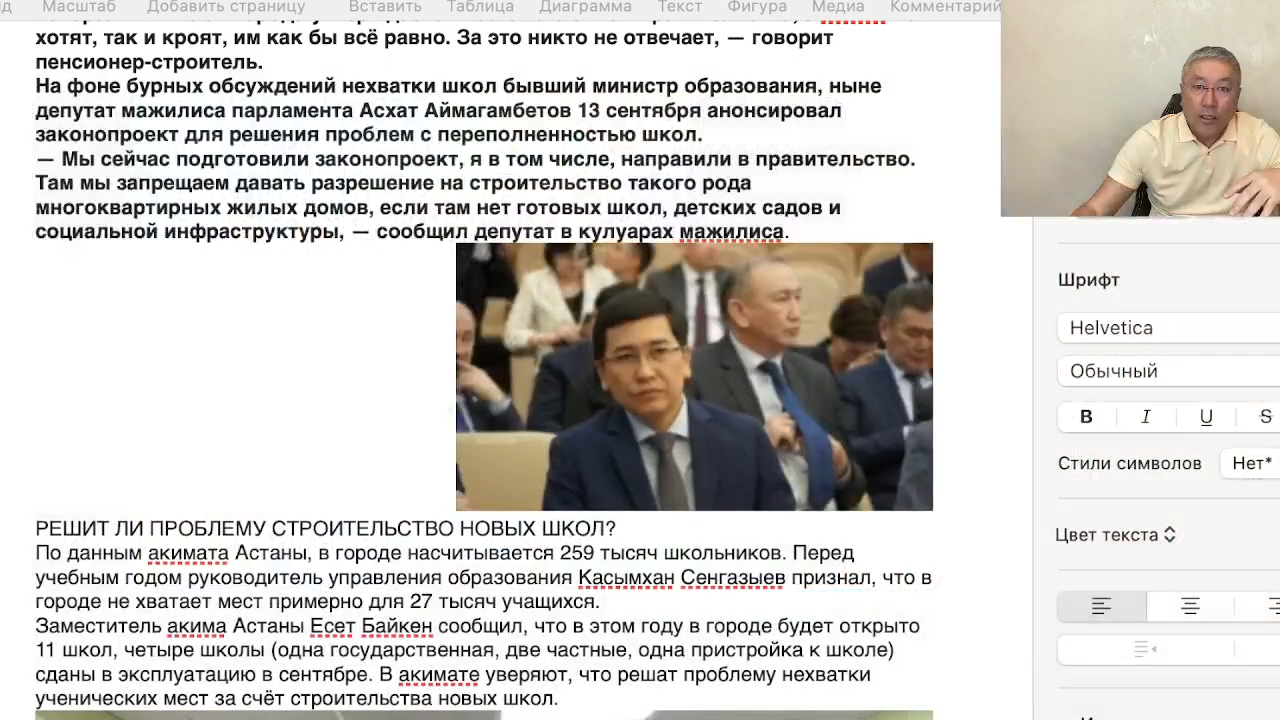 Масштаб Добавить страницу Вставить Таблица Диаграмма Текст Фигура Медиа Комментарий
хотят, так и кроят, им как бы всё равно. За это никто не отвечает, — говорит
пенсионер-строитель.
На фоне бурных обсуждений нехватки школ бывший министр образования, ныне
депутат мажилиса парламента Асхат Аймагамбетов 13 сентября анонсировал
законопроект для решения проблем с переполненностью школ.
— Мы сейчас подготовили законопроект, я в том числе, направили в правительство.
Там мы запрещаем давать разрешение на строительство такого рода
многоквартирных жилых домов, если там нет готовых школ, детских садов и
социальной инфраструктуры, — сообщил депутат в кулуарах мажилиса.
РЕШИТ ЛИ ПРОБЛЕМУ СТРОИТЕЛЬСТВО НОВЫХ ШКОЛ?
По данным акимата Астаны, в городе насчитывается 259 тысяч школьников. Перед
учебным годом руководитель управления образования Касымхан Сенгазыев признал, что в
городе не хватает мест примерно для 27 тысяч учащихся.
Заместитель акима Астаны Есет Байкен сообщил, что в этом году в городе будет открыто
11 школ, четыре школы (одна государственная, две частные, одна пристройка к школе)
сданы в эксплуатацию в сентябре. В акимате уверяют, что решат проблему нехватки
ученических мест за счёт строительства новых школ.
Шрифт
Helvetica
Обычный
B I U S
Стили символов Нет*
Цвет текста